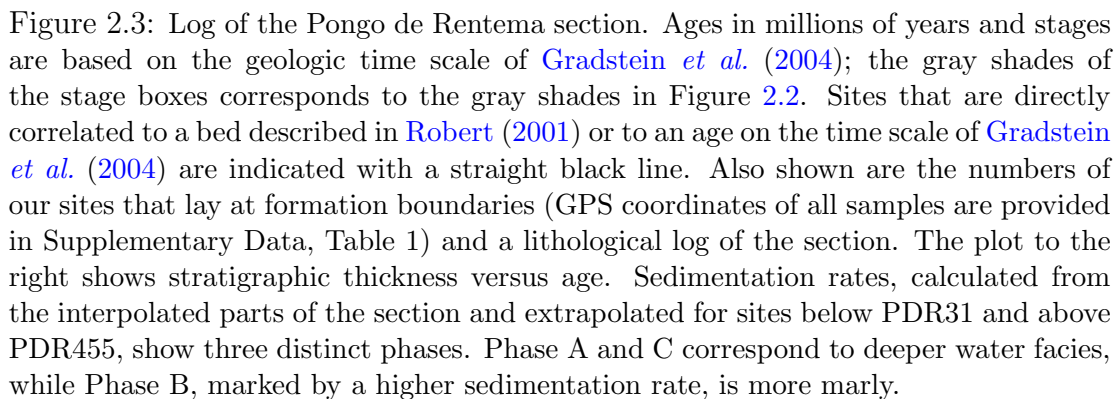 Figure 2.3: Log of the Pongo de Rentema section. Ages in millions of years and stages
are based on the geologic time scale of Gradstein et al. (2004); the gray shades of
the stage boxes corresponds to the gray shades in Figure 2.2. Sites that are directly
correlated to a bed described in Robert (2001) or to an age on the time scale of Gradstein
et al. (2004) are indicated with a straight black line. Also shown are the numbers of
our sites that lay at formation boundaries (GPS coordinates of all samples are provided
in Supplementary Data, Table 1) and a lithological log of the section. The plot to the
right shows stratigraphic thickness versus age. Sedimentation rates, calculated from
the interpolated parts of the section and extrapolated for sites below PDR31 and above
PDR455, show three distinct phases. Phase A and C correspond to deeper water facies,
while Phase B, marked by a higher sedimentation rate, is more marly.